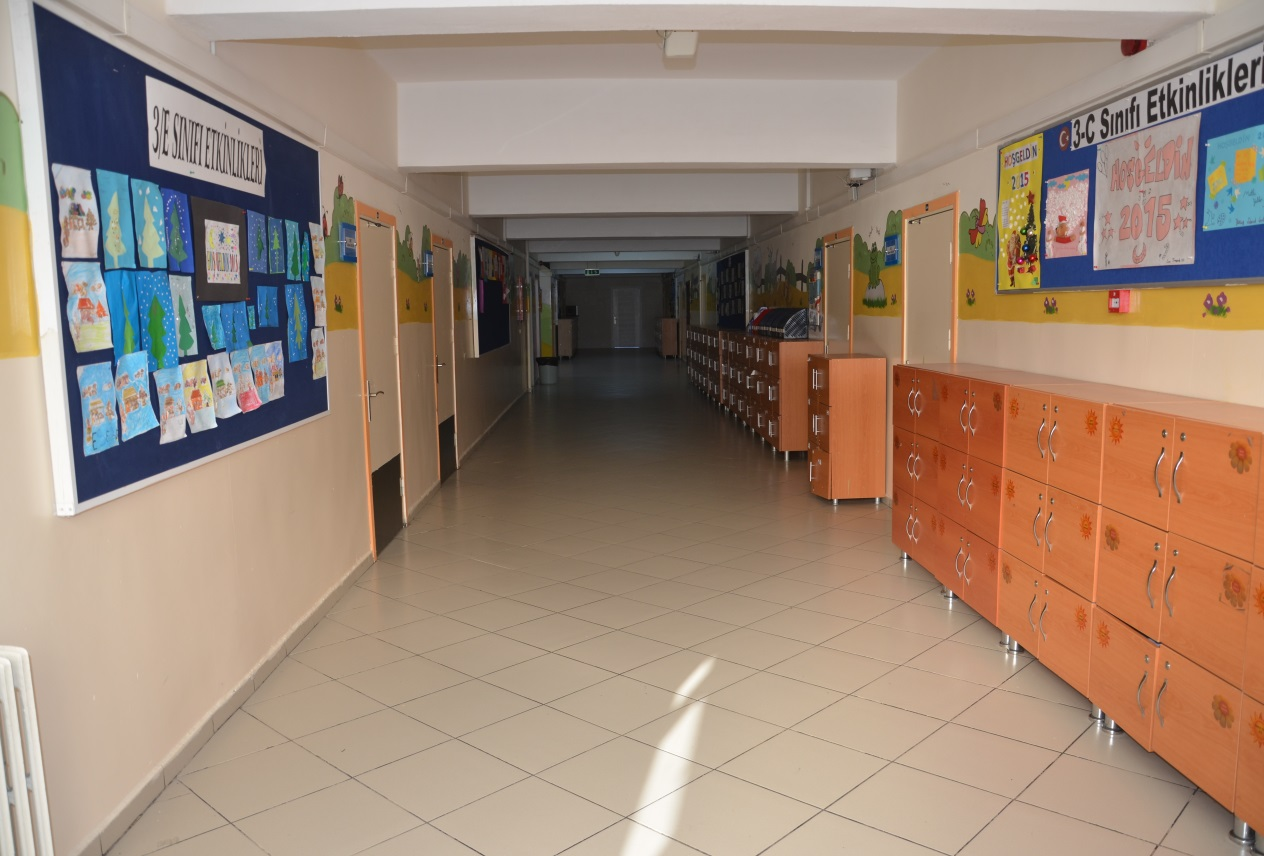 3/E SINIFI ETKİNLİKLERİ
3-C Sınıfı Etkinlikleri
HOŞGELDİN
2015
HOŞGELDİN
2015